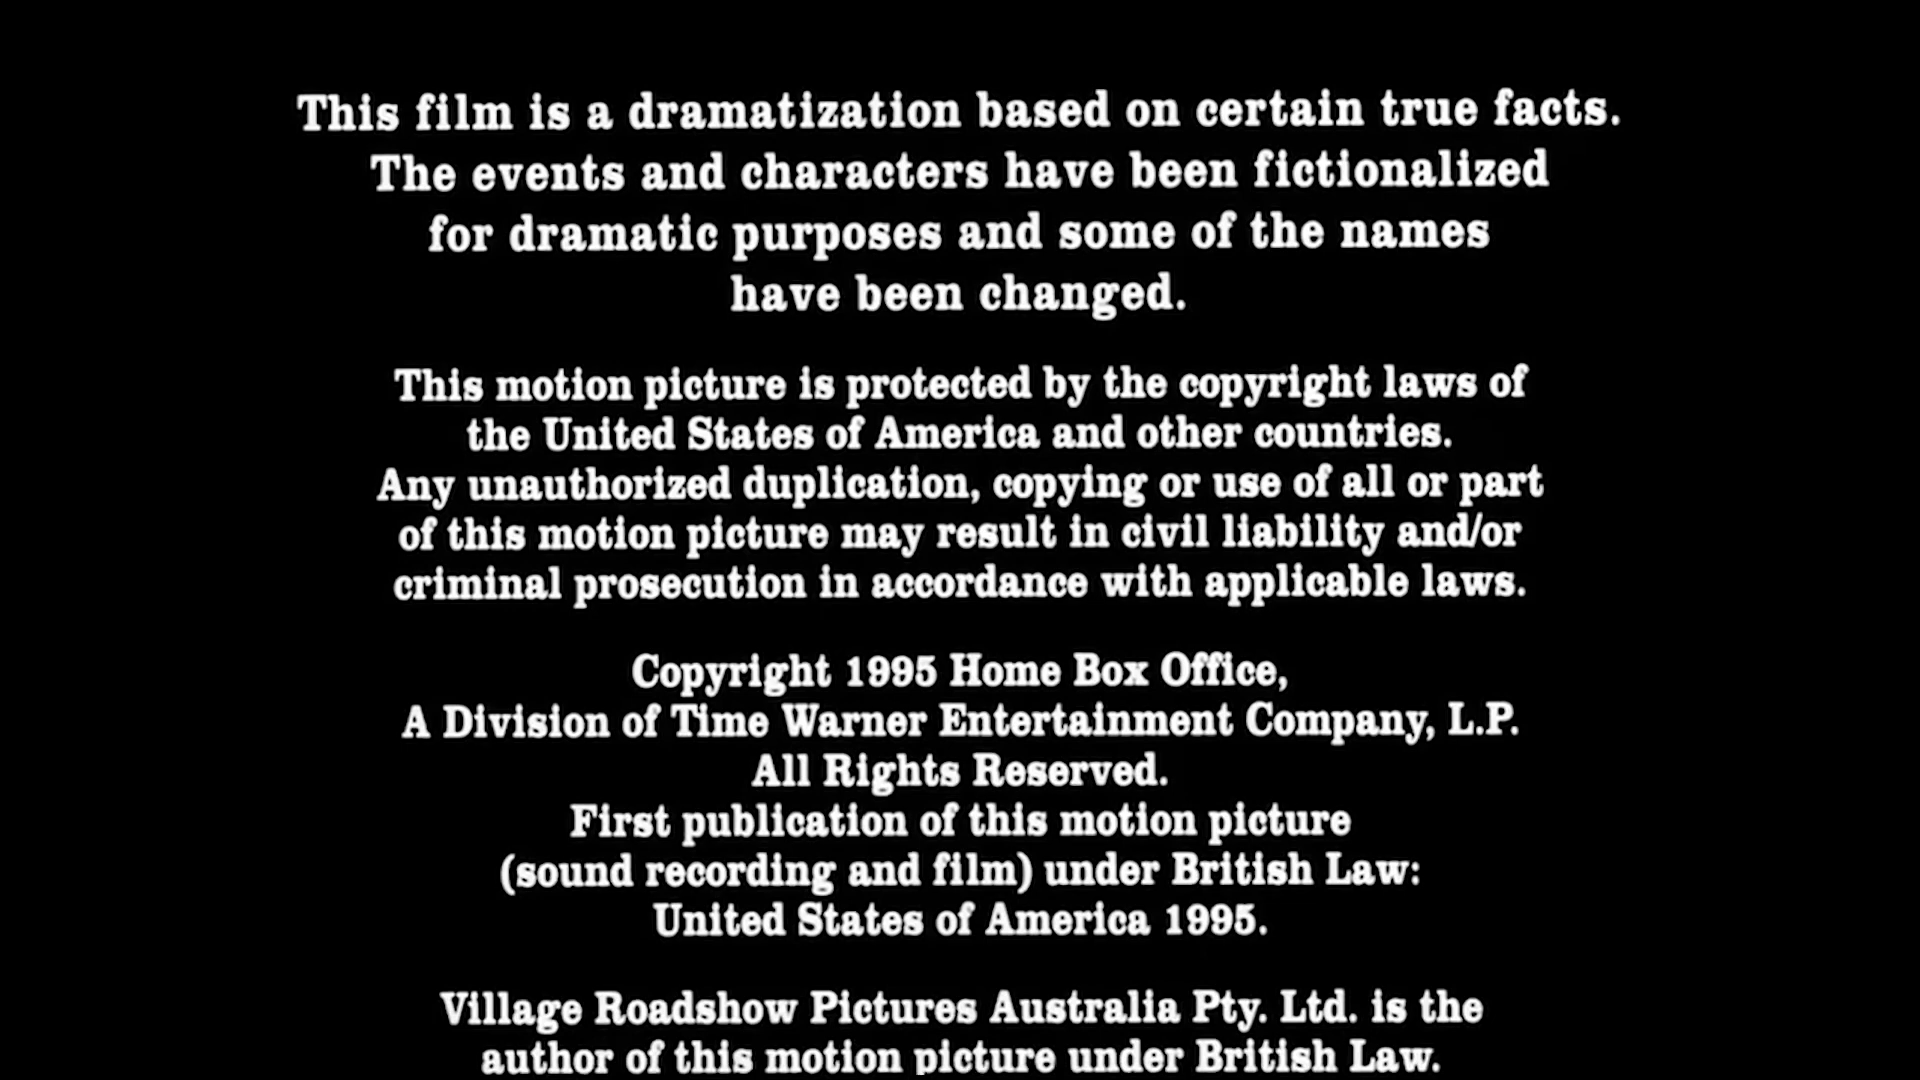 This film is a dramatization based on certain true facts.
The events and characters have been fictionalized
for dramatic purposes and some of the names
have been changed.
This motion picture is protected by the copyright laws of
the United States of America and other countries.
Any unauthorized duplication, copying or use of all or part
of this motion picture may result in civil liability and/or
criminal prosecution in accordance with applicable laws.
Copyright 1995 Home Box Office,
A Division of Time Warner Entertainment Company, L.P.
All Rights Reserved.
First publication of this motion picture
(sound recording and film) under British Law:
United States of America 1995.
Village Roadshow Pictures Australia Pty. Ltd. is the
author of this motion picture under British Law.